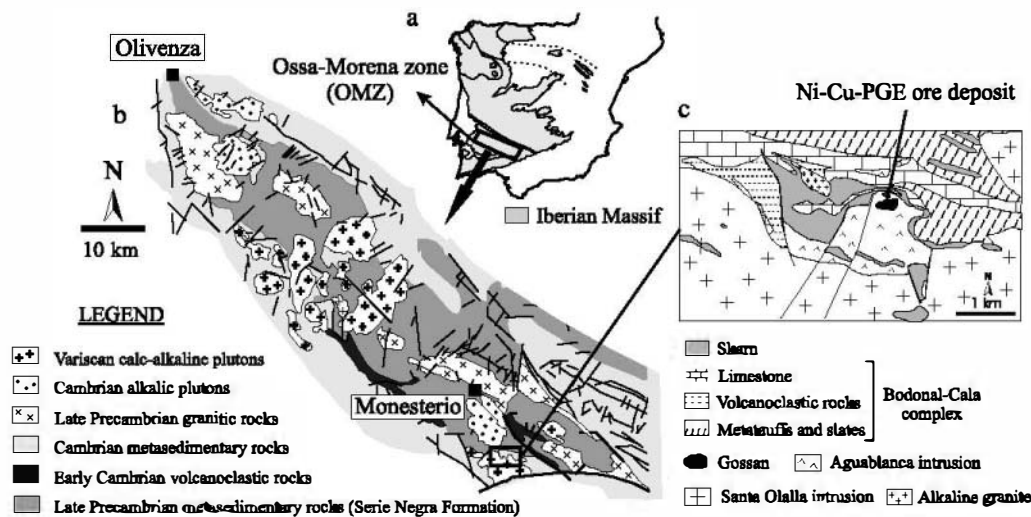 a
Olivenza
Ossa-Morena zone
(OMZ)
b
N
10 km
Iberian Massif
c
Ni-Cu-PGE ore deposit
N
1 km
Monesterio
LEGEND
Variscan calc-alkaline plutons
Cambrian alkalic plutons
Late Precambrian granitic rocks
Cambrian metasedimentary rocks
Early Cambrian volcanoclastic rocks
Late Precambrian metasedimentary rocks (Serie Negra Formation)
Skarn
Limestone
Volcanoclastic rocks
Metatuffs and slates
Bodonal-Cala
complex
Gossan
Aguablanca intrusion
Santa Olalla intrusion
Alkaline granite